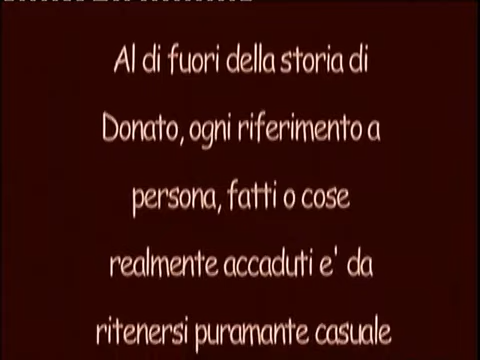 Al di fuori della storia di
Donato, ogni riferimento a
persona, fatti o cose
realmente accaduti e' da
ritenersi puramante casuale